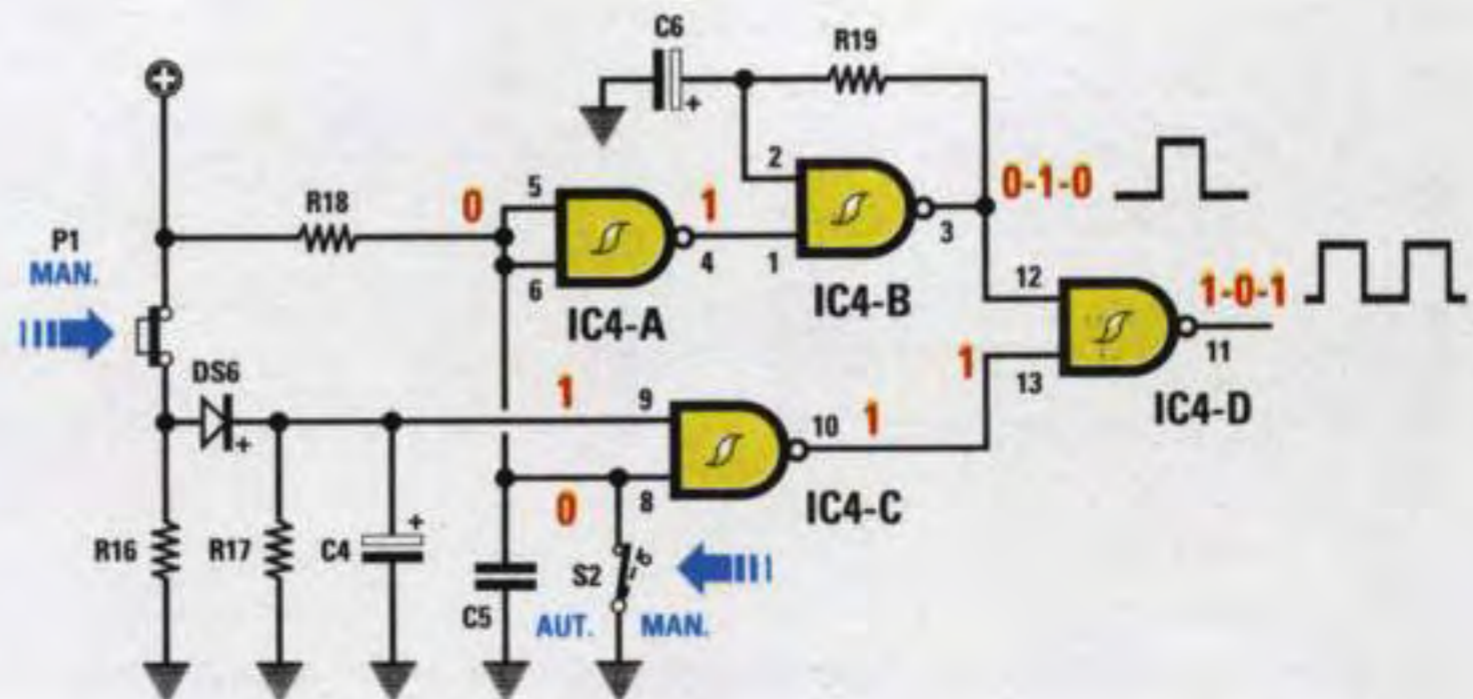 C6
R19
+
+
2
0-1-0
5
R18
0
1
3
P1
MAN.
4
1
12
6
IC4-B
1-0-1
IC4-A
11
DS6
1
13
1
9
+
10
1
IC4-D
0
8
IC4-C
+
R16
R17
C4
S2
C5
AUT.
MAN.